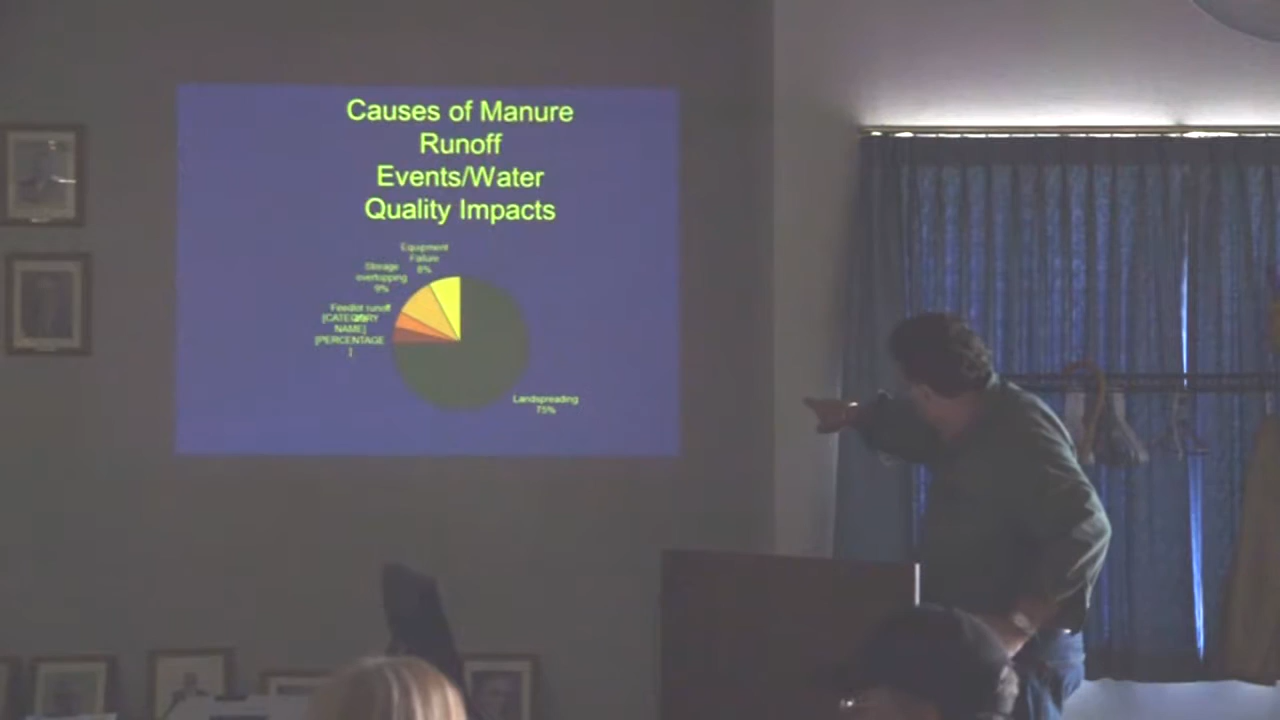 Causes of Manure
Runoff
Events/Water
Quality Impacts
Equipment
Failure
8%
Storage
overtopping
9%
Feedlot runoff
[CATEGORY
NAME]
[PERCENTAGE
]
Landspreading
75%